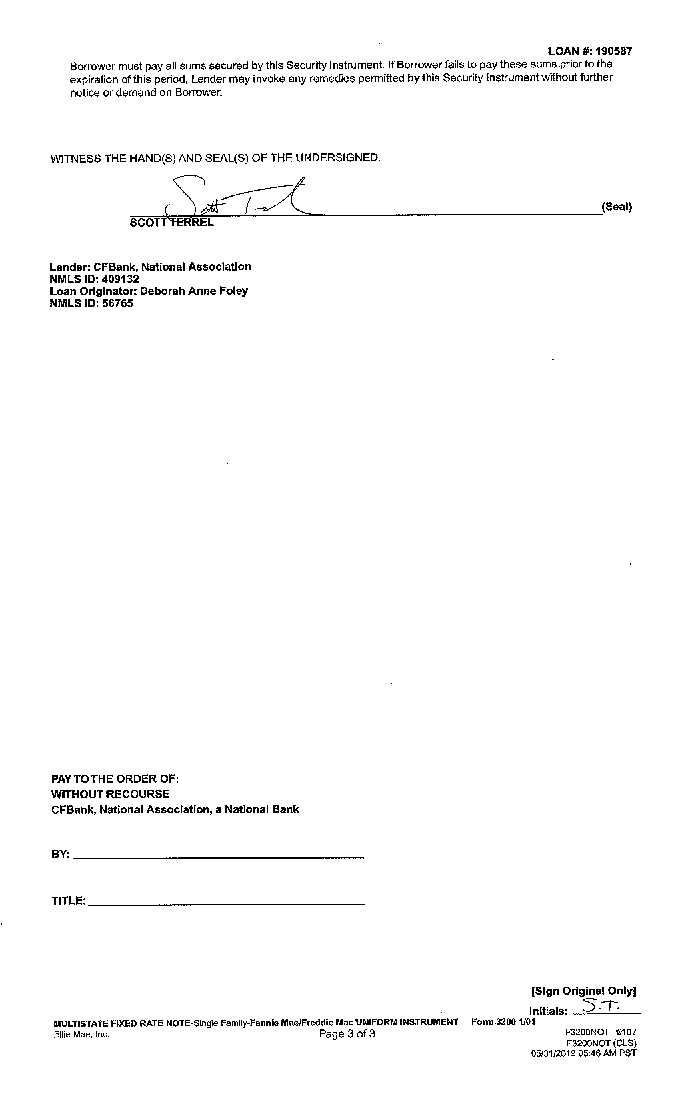 LOAN #: 190587
Borrower must pay all sums secured by this Security Instrument. If Borrower fails to pay these sums prior to the
expiration of this period, Lender may invoke any remedies permitted by this Security Instrument without further
notice or demand on Borrower.
WITNESS THE HAND(S) AND SEAL(S) OF THE UNDERSIGNED.
(Seal)
SCOTT TERREL
Lender: CFBank, National Association
NMLS ID: 409132
Loan Originator: Deborah Anne Foley
NMLS ID: 56765
PAY TO THE ORDER OF:
WITHOUT RECOURSE
CFBank, National Association, a National Bank
BY:
TITLE:
[Sign Original Only]
Initials: S.T.
MULTISTATE FIXED RATE NOTE-Single Family-Fannie Mae/Freddie Mac UNIFORM INSTRUMENT Form 3200 1/01
Ellie Mae, Inc. Page 3 of 3 F3200NOT
F3200NOT (CLS)
05:46 AM PST